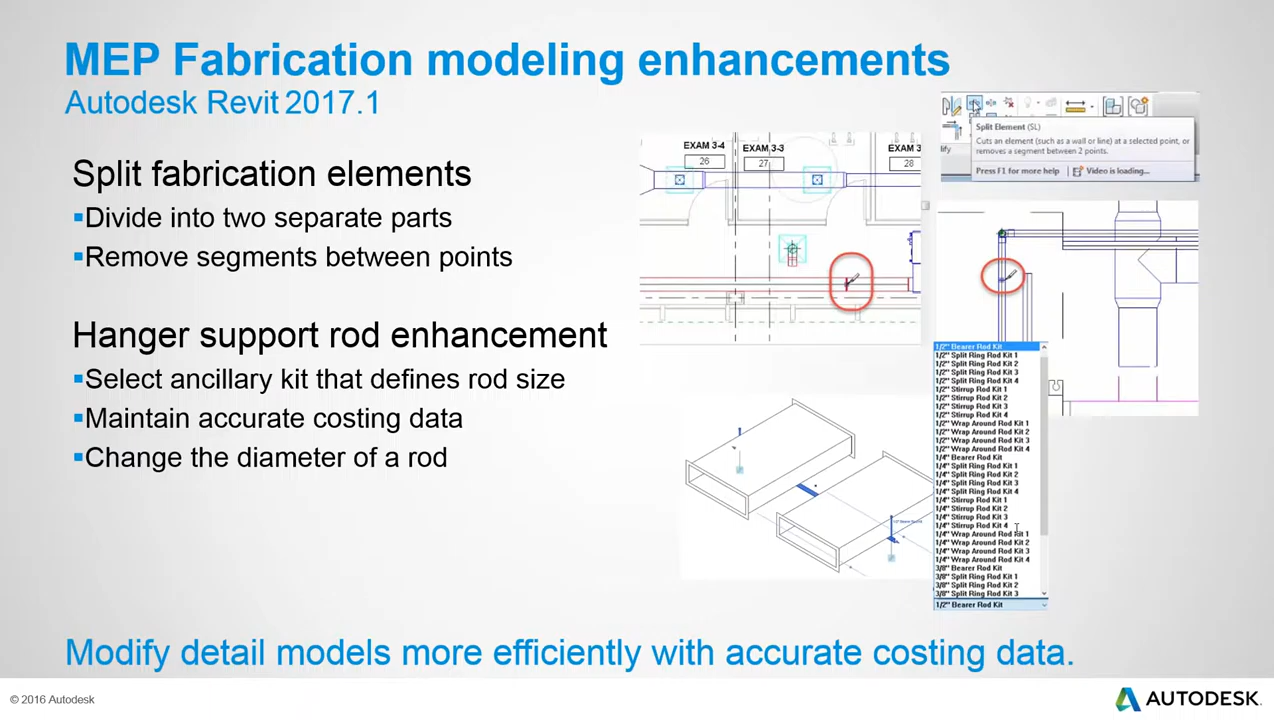 MEP Fabrication modeling enhancements
Autodesk Revit 2017.1
Split fabrication elements
▪Divide into two separate parts
▪Remove segments between points
Hanger support rod enhancement
▪Select ancillary kit that defines rod size
▪Maintain accurate costing data
▪Change the diameter of a rod
Split Element (SL)
Cuts an element (such as a wall or line) at a selected point, or
removes a segment between 2 points.
Press F1 for more help
Video is loading...
EXAM 3-4
26
EXAM 3-3
27
EXAM 3
28
1/2" Bearer Rod Kit
1/2" Split Ring Rod Kit 1
1/2" Split Ring Rod Kit 2
1/2" Split Ring Rod Kit 3
1/2" Split Ring Rod Kit 4
1/2" Stirrup Rod Kit 1
1/2" Stirrup Rod Kit 2
1/2" Stirrup Rod Kit 3
1/2" Stirrup Rod Kit 4
1/2" Wrap Around Rod Kit 1
1/2" Wrap Around Rod Kit 2
1/2" Wrap Around Rod Kit 3
1/2" Wrap Around Rod Kit 4
1/4" Bearer Rod Kit
1/4" Split Ring Rod Kit 1
1/4" Split Ring Rod Kit 2
1/4" Split Ring Rod Kit 3
1/4" Split Ring Rod Kit 4
1/4" Stirrup Rod Kit 1
1/4" Stirrup Rod Kit 2
1/4" Stirrup Rod Kit 3
1/4" Stirrup Rod Kit 4
1/4" Wrap Around Rod Kit 1
1/4" Wrap Around Rod Kit 2
1/4" Wrap Around Rod Kit 3
1/4" Wrap Around Rod Kit 4
3/8" Bearer Rod Kit
3/8" Split Ring Rod Kit 1
3/8" Split Ring Rod Kit 2
3/8" Split Ring Rod Kit 3
1/2" Bearer Rod Kit
Modify detail models more efficiently with accurate costing data.
© 2016 Autodesk
AUTODESK.